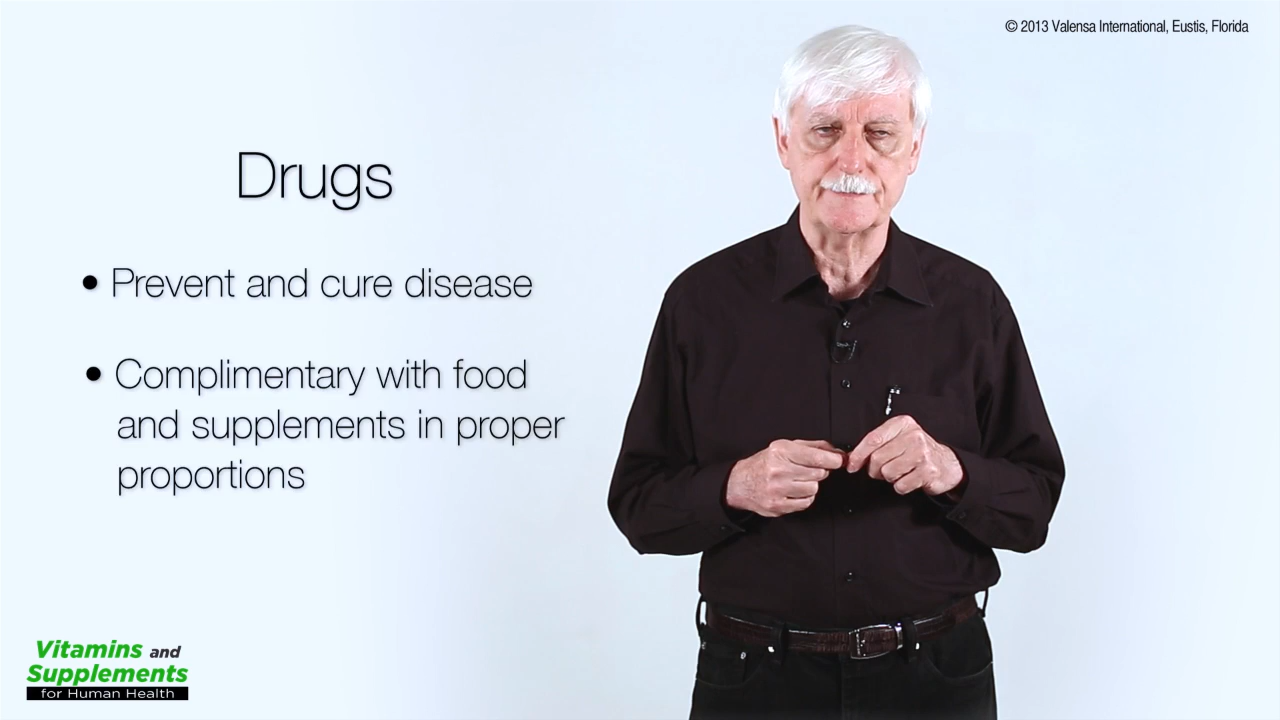 © 2013 Valensa International, Eustis, Florida
Drugs
• Prevent and cure disease
• Complimentary with food
and supplements in proper
proportions
Vitamins and
Supplements
for Human Health